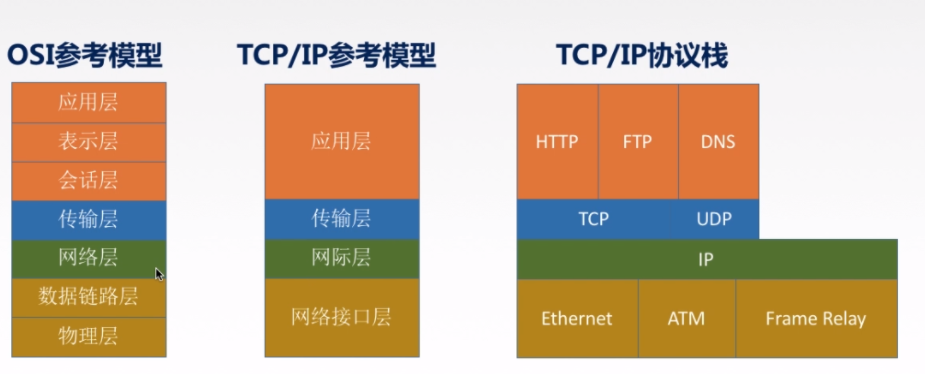 OSI参考模型
应用层
表示层
会话层
传输层
网络层
数据链路层
物理层
TCP/IP参考模型
应用层
传输层
网际层
网络接口层
TCP/IP协议栈
HTTP FTP DNS
TCP UDP
IP
Ethernet ATM Frame Relay